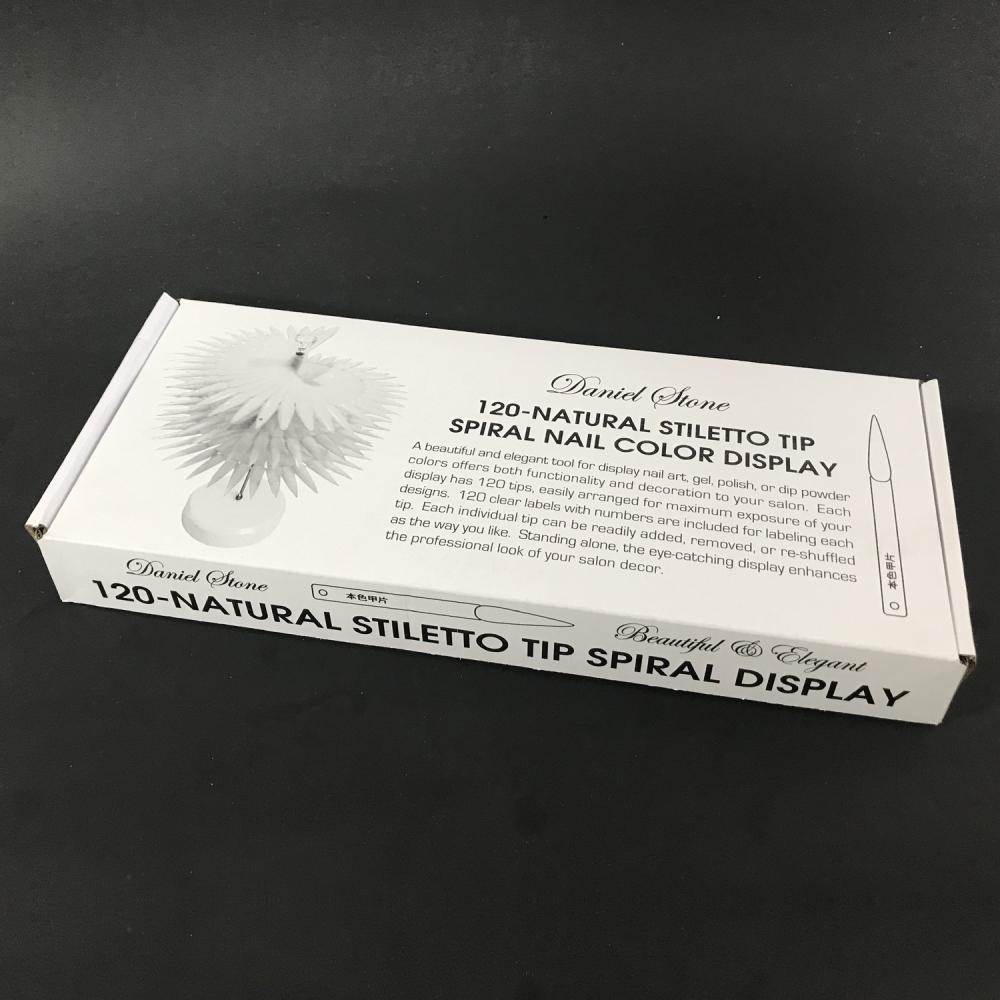 Daniel Stone
120-NATURAL STILETTO TIP
SPIRAL NAIL COLOR DISPLAY
A beautiful and elegant tool for display nail art, gel, polish, or dip powder
colors offers both functionality and decoration to your salon. Each
display has 120 tips, easily arranged for maximum exposure of your
designs. 120 clear labels with numbers are included for labeling each
tip. Each individual tip can be readily added, removed, or re-shuffled
as the way you like. Standing alone, the eye-catching display enhances
the professional look of your salon decor.
本色甲片
Daniel Stone
本色甲片
Beautiful & Elegant
120-NATURAL STILETTO TIP SPIRAL DISPLAY